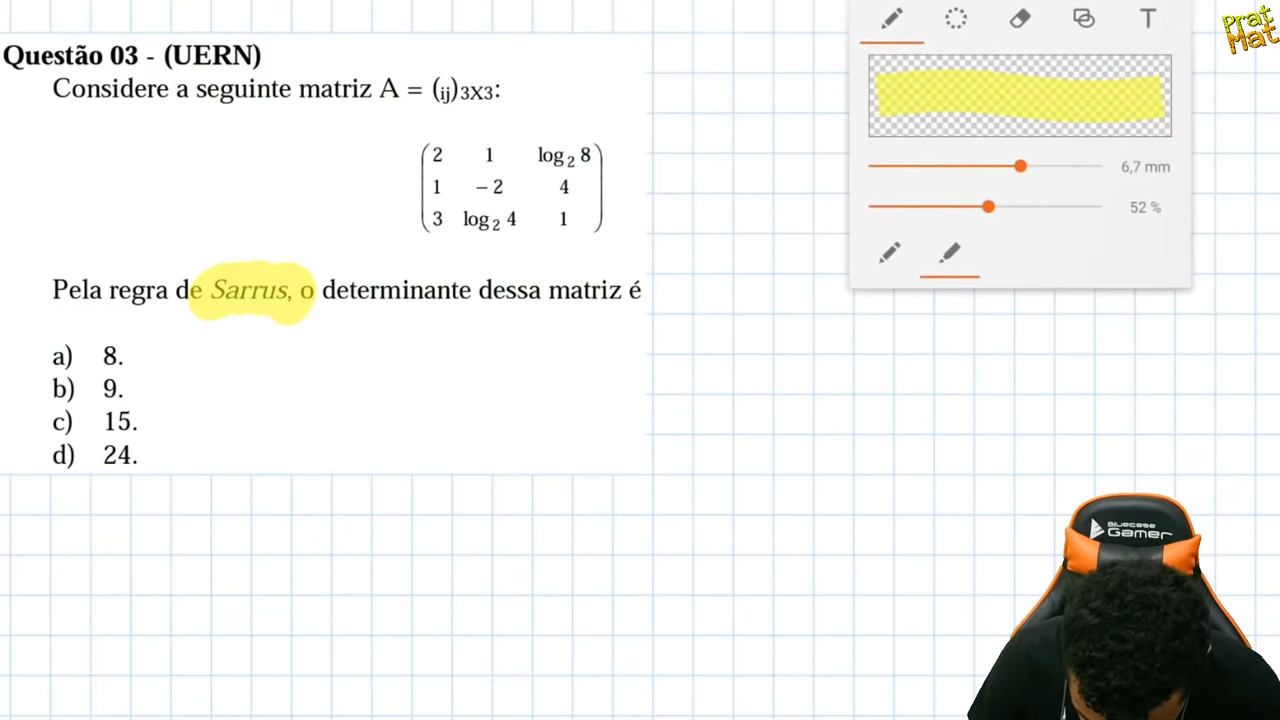 Questão 03 - (UERN)
Considere a seguinte matriz A = (ij)3X3:
2 1 log2 8
1 – 2 4
3 log2 4 1
Pela regra de Sarrus, o determinante dessa matriz é
a) 8.
b) 9.
c) 15.
d) 24.
T
6,7 mm
52 %
Prat
Mat
Bluecase
Gamer